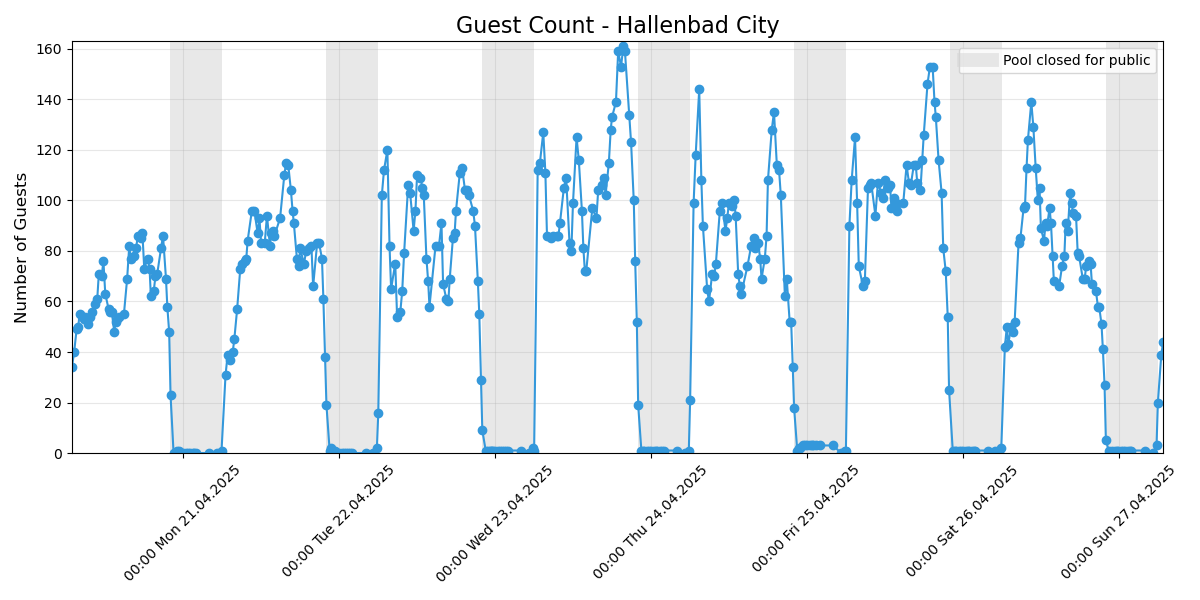 Guest Count - Hallenbad City
Pool closed for public
Number of Guests
160
140
120
100
80
60
40
20
0
00:00 Mon 21.04.2025
00:00 Tue 22.04.2025
00:00 Wed 23.04.2025
00:00 Thu 24.04.2025
00:00 Fri 25.04.2025
00:00 Sat 26.04.2025
00:00 Sun 27.04.2025